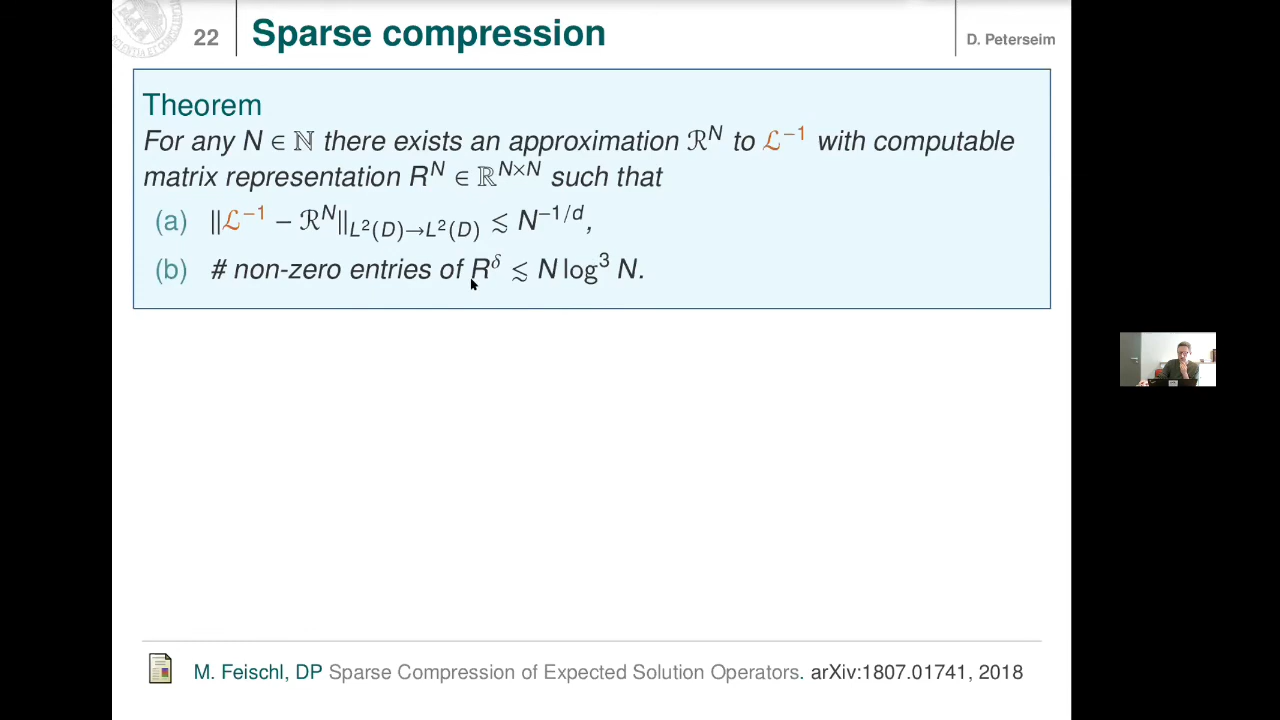 22 Sparse compression D. Peterseim
Theorem
For any N ∈ ℕ there exists an approximation ℛ^N to ℒ^−1 with computable
matrix representation R^N ∈ ℝ^{N×N} such that
(a) ‖ℒ^−1 − ℛ^N‖_{L²(D)→L²(D)} ≲ N^{−1/d},
(b) # non-zero entries of R^δ ≲ N log³ N.
M. Feischl, DP Sparse Compression of Expected Solution Operators. arXiv:1807.01741, 2018